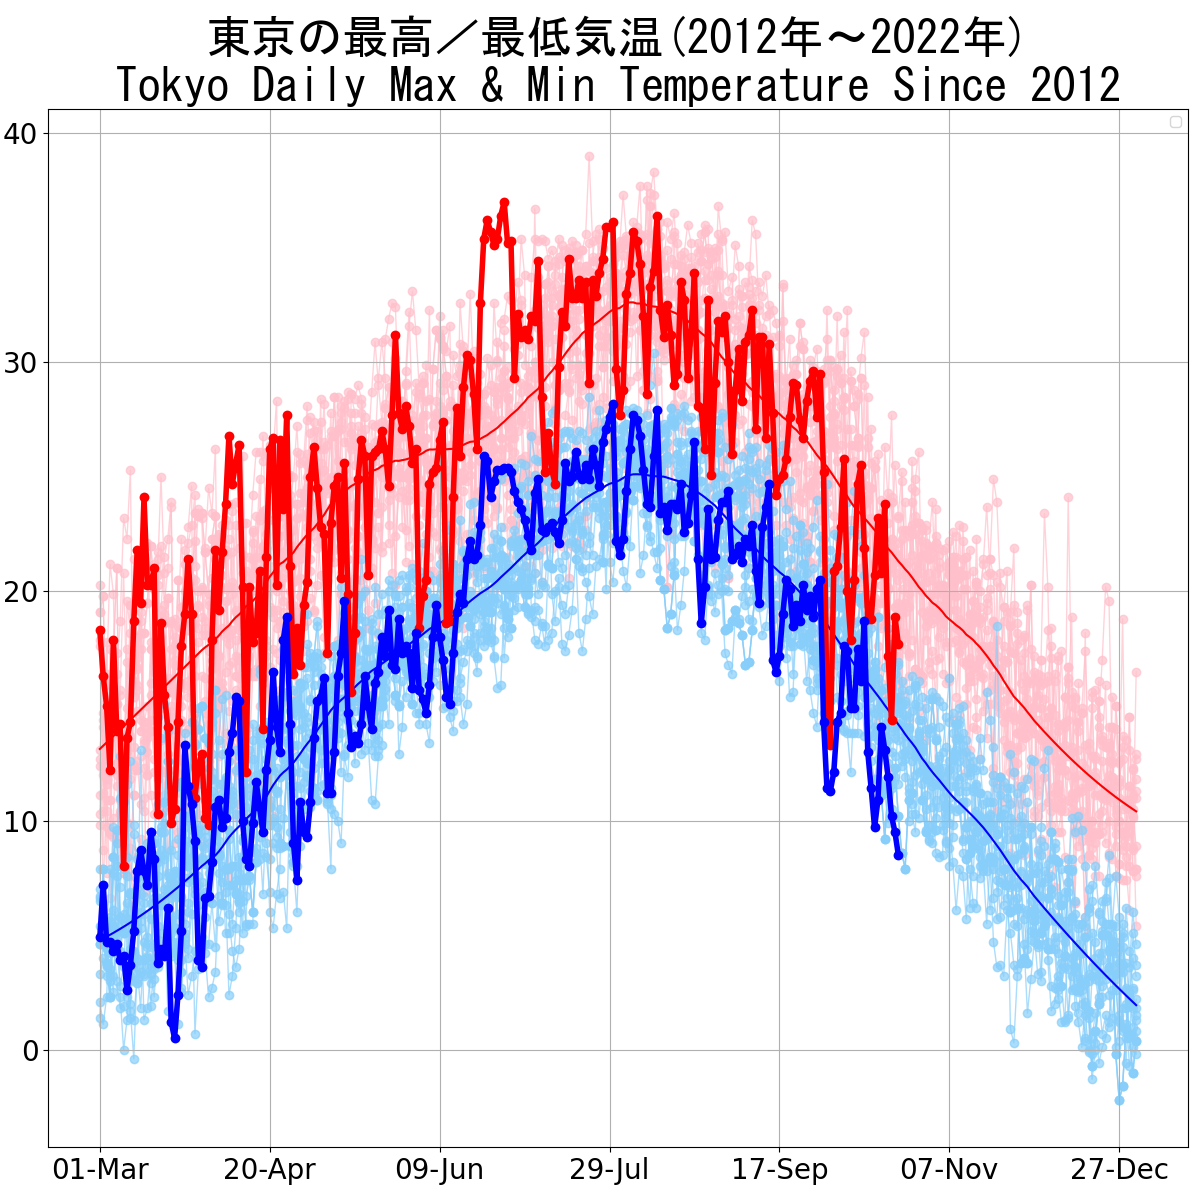 東京の最高／最低気温(2012年～2022年)
Tokyo Daily Max & Min Temperature Since 2012
40
30
20
10
0
01-Mar 20-Apr 09-Jun 29-Jul 17-Sep 07-Nov 27-Dec